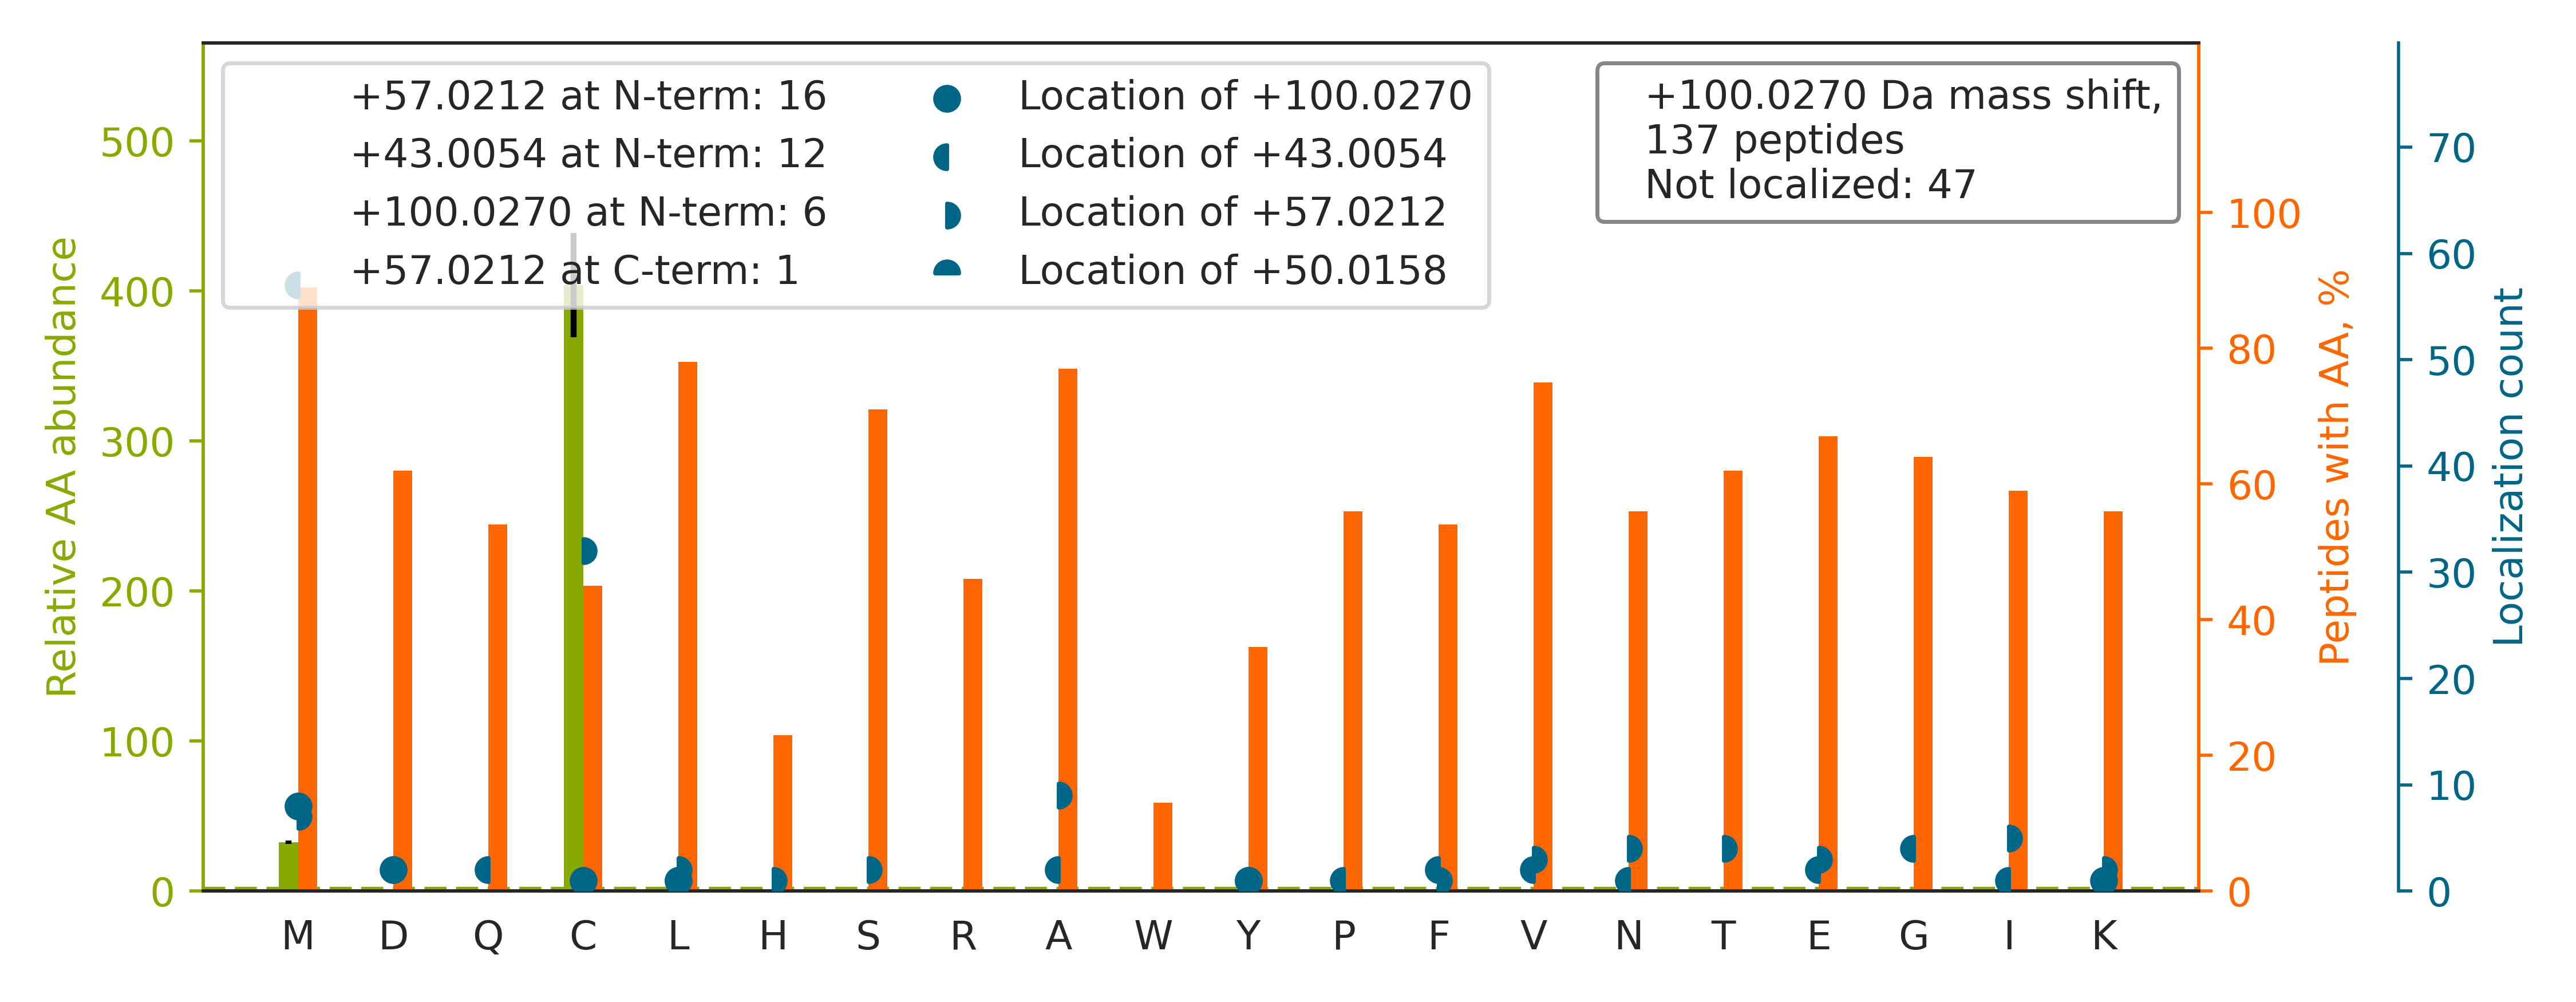 +57.0212 at N-term: 16
+43.0054 at N-term: 12
+100.0270 at N-term: 6
+57.0212 at C-term: 1
Location of +100.0270
Location of +43.0054
Location of +57.0212
Location of +50.0158
+100.0270 Da mass shift,
137 peptides
Not localized: 47
Relative AA abundance
500
400
300
200
100
0
M D Q C L H S R A W Y P F V N T E G I K
100
80
60
40
20
0
Peptides with AA, %
70
60
50
40
30
20
10
0
Localization count